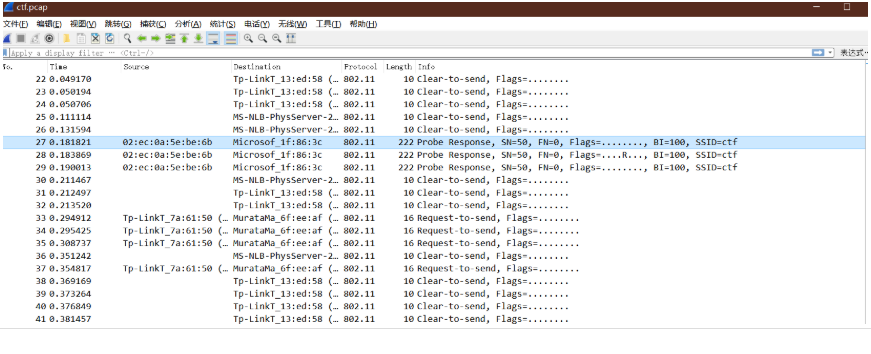 ctf.pcap
文件(F) 编辑(E) 视图(V) 跳转(G) 捕获(C) 分析(A) 统计(S) 电话(Y) 无线(W) 工具(T) 帮助(H)
Apply a display filter … <Ctrl-/> 表达式…
No. Time Source Destination Protocol Length Info
22 0.049170 Tp-LinkT_13:ed:58 (… 802.11 10 Clear-to-send, Flags=........
23 0.050194 Tp-LinkT_13:ed:58 (… 802.11 10 Clear-to-send, Flags=........
24 0.050706 Tp-LinkT_13:ed:58 (… 802.11 10 Clear-to-send, Flags=........
25 0.111114 MS-NLB-PhysServer-2… 802.11 10 Clear-to-send, Flags=........
26 0.131594 MS-NLB-PhysServer-2… 802.11 10 Clear-to-send, Flags=........
27 0.181821 02:ec:0a:5e:be:6b Microsof_1f:86:3c 802.11 222 Probe Response, SN=50, FN=0, Flags=........, BI=100, SSID=ctf
28 0.183869 02:ec:0a:5e:be:6b Microsof_1f:86:3c 802.11 222 Probe Response, SN=50, FN=0, Flags=....R..., BI=100, SSID=ctf
29 0.190013 02:ec:0a:5e:be:6b Microsof_1f:86:3c 802.11 222 Probe Response, SN=50, FN=0, Flags=........, BI=100, SSID=ctf
30 0.211467 MS-NLB-PhysServer-2… 802.11 10 Clear-to-send, Flags=........
31 0.212497 Tp-LinkT_13:ed:58 (… 802.11 10 Clear-to-send, Flags=........
32 0.213520 Tp-LinkT_13:ed:58 (… 802.11 10 Clear-to-send, Flags=........
33 0.294912 Tp-LinkT_7a:61:50 (… MurataMa_6f:ee:af (… 802.11 16 Request-to-send, Flags=........
34 0.295425 Tp-LinkT_7a:61:50 (… MurataMa_6f:ee:af (… 802.11 16 Request-to-send, Flags=........
35 0.308737 Tp-LinkT_7a:61:50 (… MurataMa_6f:ee:af (… 802.11 16 Request-to-send, Flags=........
36 0.351242 MS-NLB-PhysServer-2… 802.11 10 Clear-to-send, Flags=........
37 0.354817 Tp-LinkT_7a:61:50 (… MurataMa_6f:ee:af (… 802.11 16 Request-to-send, Flags=........
38 0.369169 Tp-LinkT_13:ed:58 (… 802.11 10 Clear-to-send, Flags=........
39 0.373264 Tp-LinkT_13:ed:58 (… 802.11 10 Clear-to-send, Flags=........
40 0.376849 Tp-LinkT_13:ed:58 (… 802.11 10 Clear-to-send, Flags=........
41 0.381457 Tp-LinkT_13:ed:58 (… 802.11 10 Clear-to-send, Flags=........